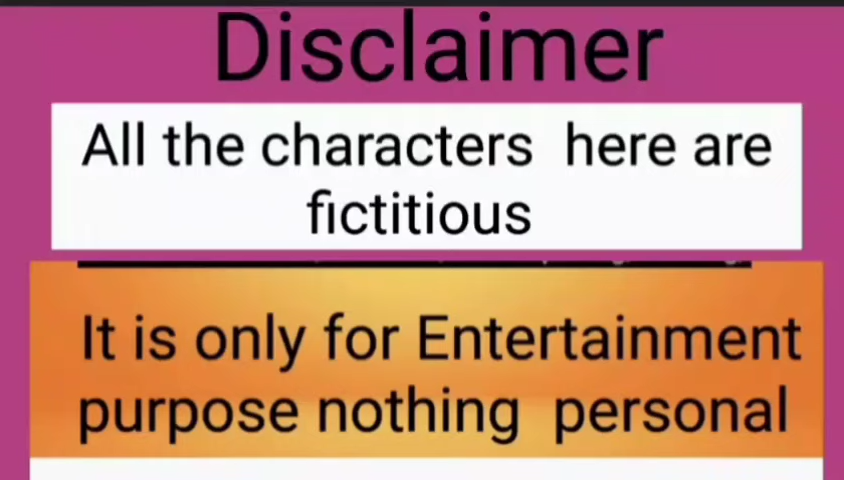 Disclaimer
All the characters here are
fictitious
It is only for Entertainment
purpose nothing personal